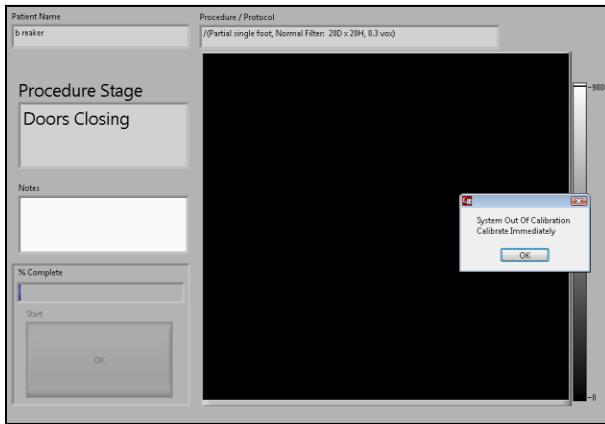 Patient Name
b reaker
Procedure / Protocol
/(Partial single foot, Normal Filter: 20D x 20H, 0.3 vox)
Procedure Stage
Doors Closing
Notes
% Complete
Start
OK
System Out Of Calibration
Calibrate Immediately
OK
-0